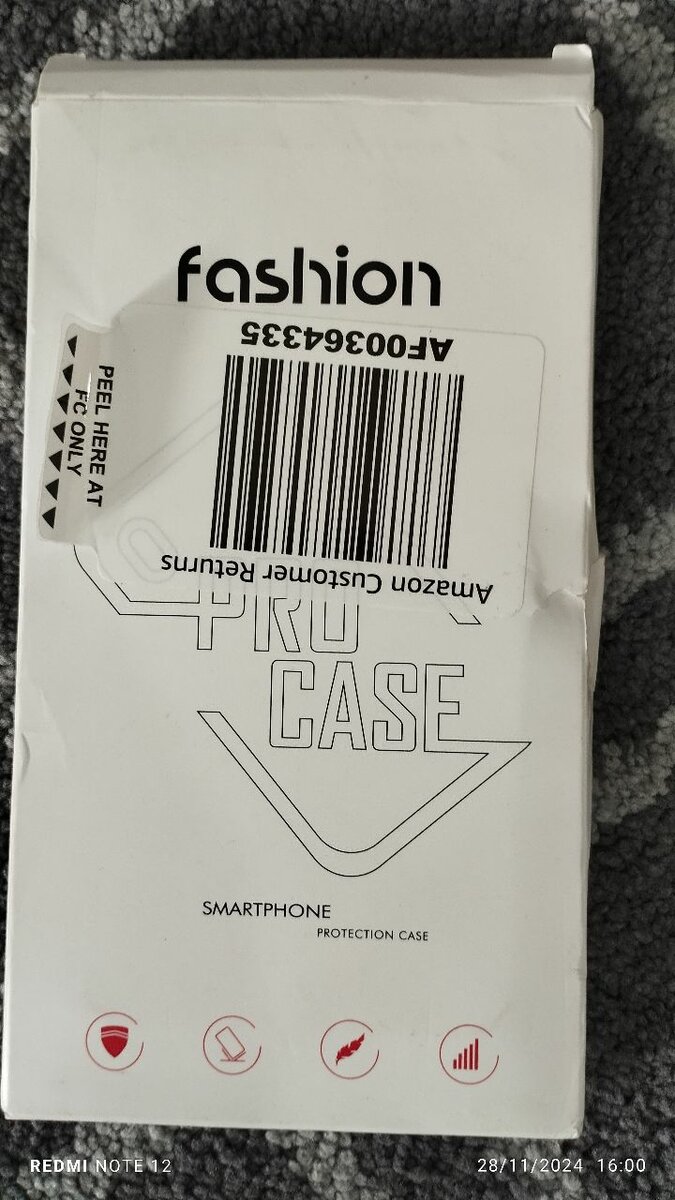 fashion
AF00364335
PEEL HERE AT
FC ONLY
Amazon Customer Returns
PRO
CASE
SMARTPHONE
PROTECTION CASE
REDMI NOTE 12
28/11/2024 16:00